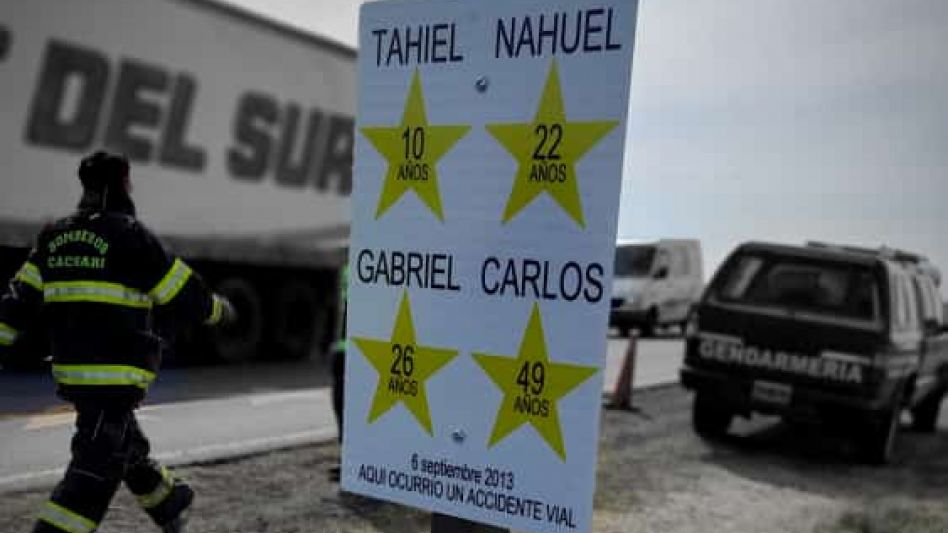 DEL SUR
BOMBEROS
CACHARI
TAHIEL
NAHUEL
10
AÑOS
22
AÑOS
GABRIEL
CARLOS
26
AÑOS
49
AÑOS
6 septiembre 2013
AQUI OCURRIO UN ACCIDENTE VIAL
GENDARMERIA